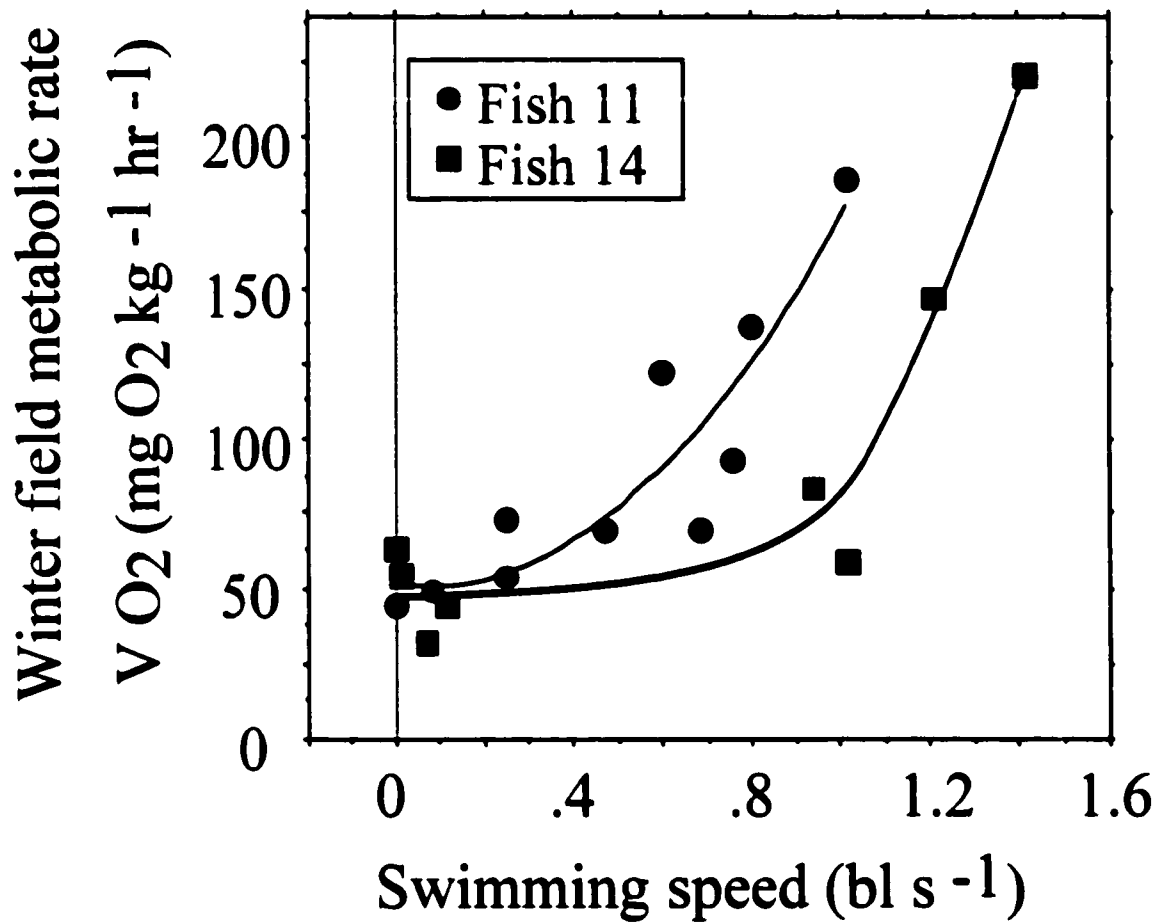 Winter field metabolic rate
V O2 (mg O2 kg -1 hr -1)
Fish 11
Fish 14
200
150
100
50
0
0 .4 .8 1.2 1.6
Swimming speed (bl s -1)